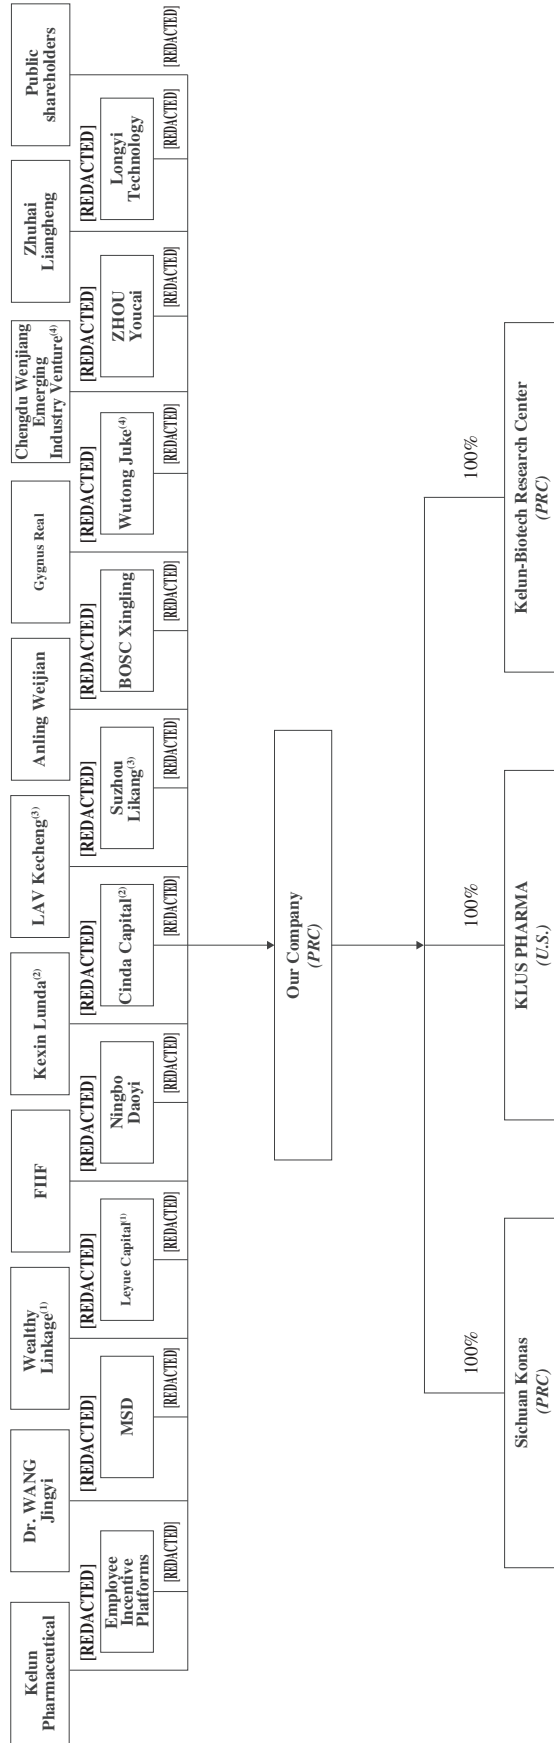 Kelun
Pharmaceutical
Dr. WANG
Jingyi
Wealthy
Linkage(1)
FIIF
Kexin Lunda(2)
LAV Kecheng(3)
Anling Weijian
Gygnus Real
Chengdu Wenjiang
Emerging
Industry Venture(4)
Zhuhai
Liangheng
Public
shareholders
[REDACTED]
[REDACTED]
[REDACTED]
[REDACTED]
[REDACTED]
[REDACTED]
[REDACTED]
[REDACTED]
[REDACTED]
[REDACTED]
Employee
Incentive
Platforms
MSD
Leyue Capital(1)
Ningbo
Daoyi
Cinda Capital(2)
Suzhou
Likang(3)
BOSC Xingling
Wutong Juke(4)
ZHOU
Youcai
Longyi
Technology
[REDACTED]
[REDACTED]
[REDACTED]
[REDACTED]
[REDACTED]
[REDACTED]
[REDACTED]
[REDACTED]
[REDACTED]
[REDACTED]
[REDACTED]
Our Company
(PRC)
100%
100%
100%
Sichuan Konas
(PRC)
KLUS PHARMA
(U.S.)
Kelun-Biotech Research Center
(PRC)